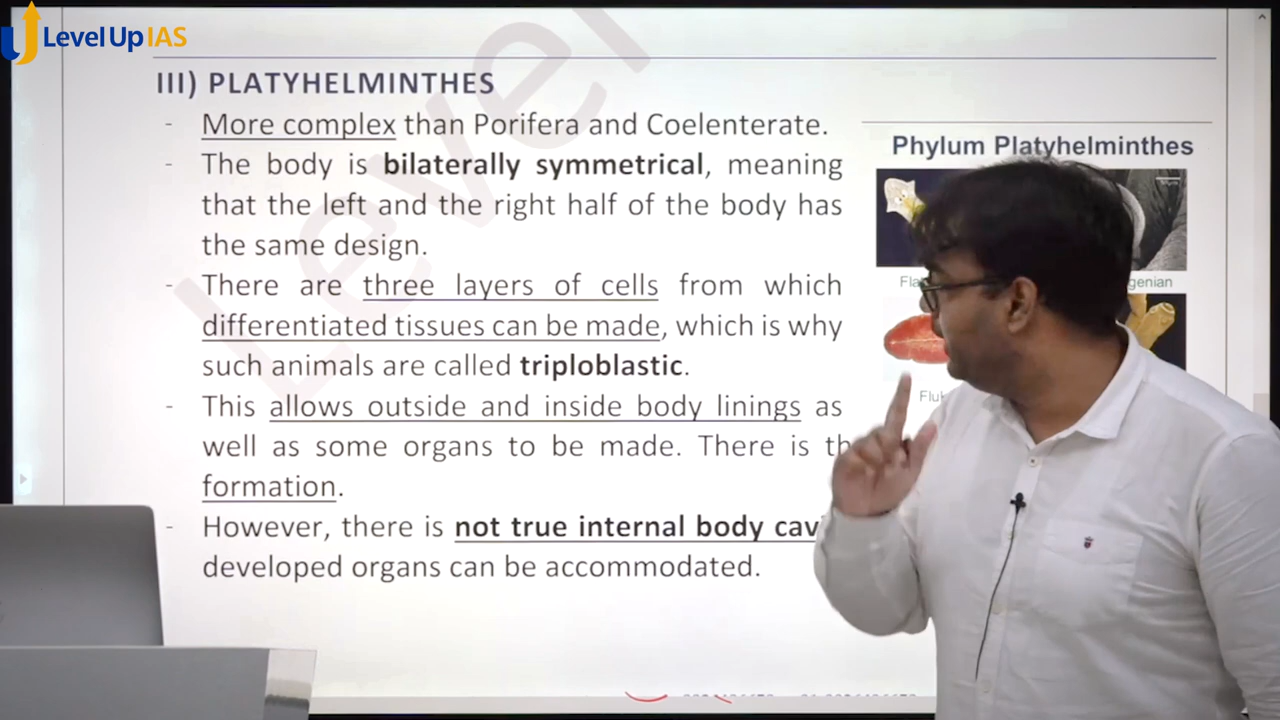 Level Up IAS
III) PLATYHELMINTHES
- More complex than Porifera and Coelenterate.
- The body is bilaterally symmetrical, meaning
that the left and the right half of the body has
the same design.
- There are three layers of cells from which
differentiated tissues can be made, which is why
such animals are called triploblastic.
- This allows outside and inside body linings as
well as some organs to be made. There is
formation.
- However, there is not true internal body
developed organs can be accommodated.
Phylum Platyhelminthes
Level